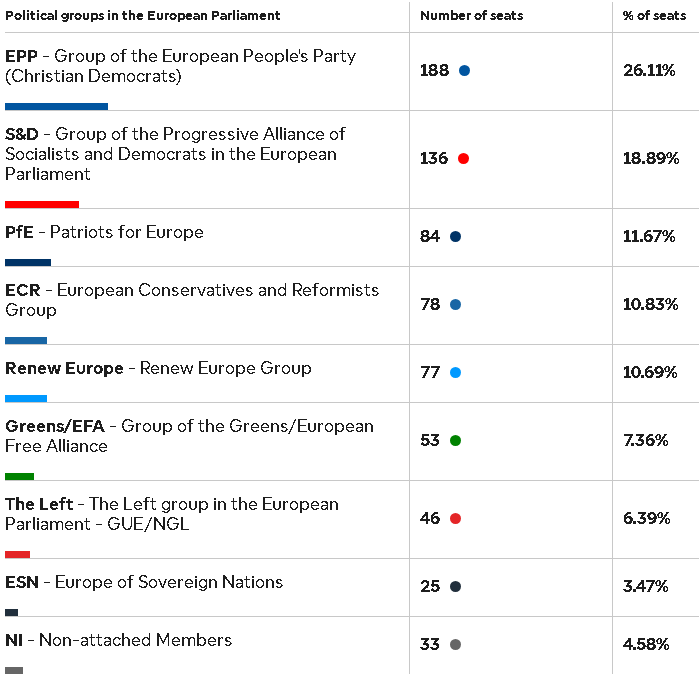 Political groups in the European Parliament Number of seats % of seats
EPP - Group of the European People's Party
(Christian Democrats)
188 26.11%
S&D - Group of the Progressive Alliance of
Socialists and Democrats in the European
Parliament
136 18.89%
PfE - Patriots for Europe 84 11.67%
ECR - European Conservatives and Reformists
Group
78 10.83%
Renew Europe - Renew Europe Group 77 10.69%
Greens/EFA - Group of the Greens/European
Free Alliance
53 7.36%
The Left - The Left group in the European
Parliament - GUE/NGL
46 6.39%
ESN - Europe of Sovereign Nations 25 3.47%
NI - Non-attached Members 33 4.58%